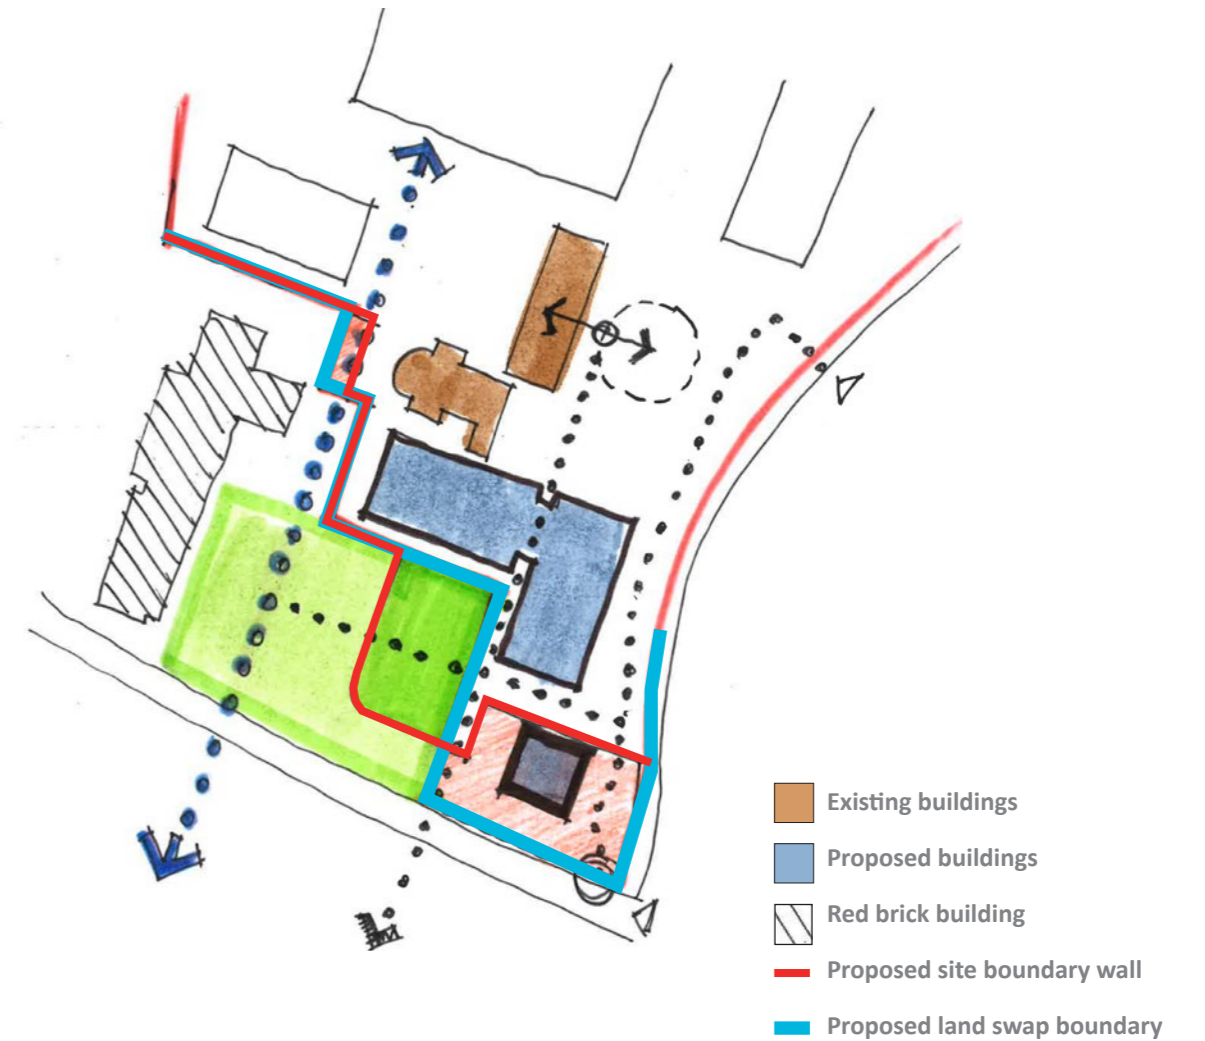 Existing buildings
Proposed buildings
Red brick building
Proposed site boundary wall
Proposed land swap boundary